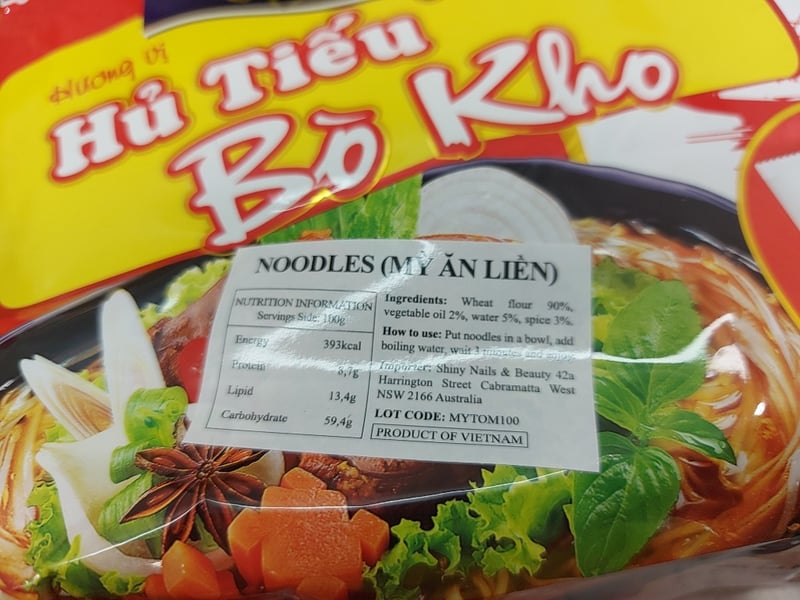 Hương vị
Hủ Tiếu
Bò Kho
NOODLES (MỲ ĂN LIỀN)
NUTRITION INFORMATION
Servings Side: 100g
Energy 393kcal
Protein 8,7g
Lipid 13,4g
Carbohydrate 59,4g
Ingredients: Wheat flour 90%,
vegetable oil 2%, water 5%, spice 3%.
How to use: Put noodles in a bowl, add
boiling water, wait 3 minutes and enjoy.
Importer: Shiny Nails & Beauty 42a
Harrington Street Cabramatta West
NSW 2166 Australia
LOT CODE: MYTOM100
PRODUCT OF VIETNAM